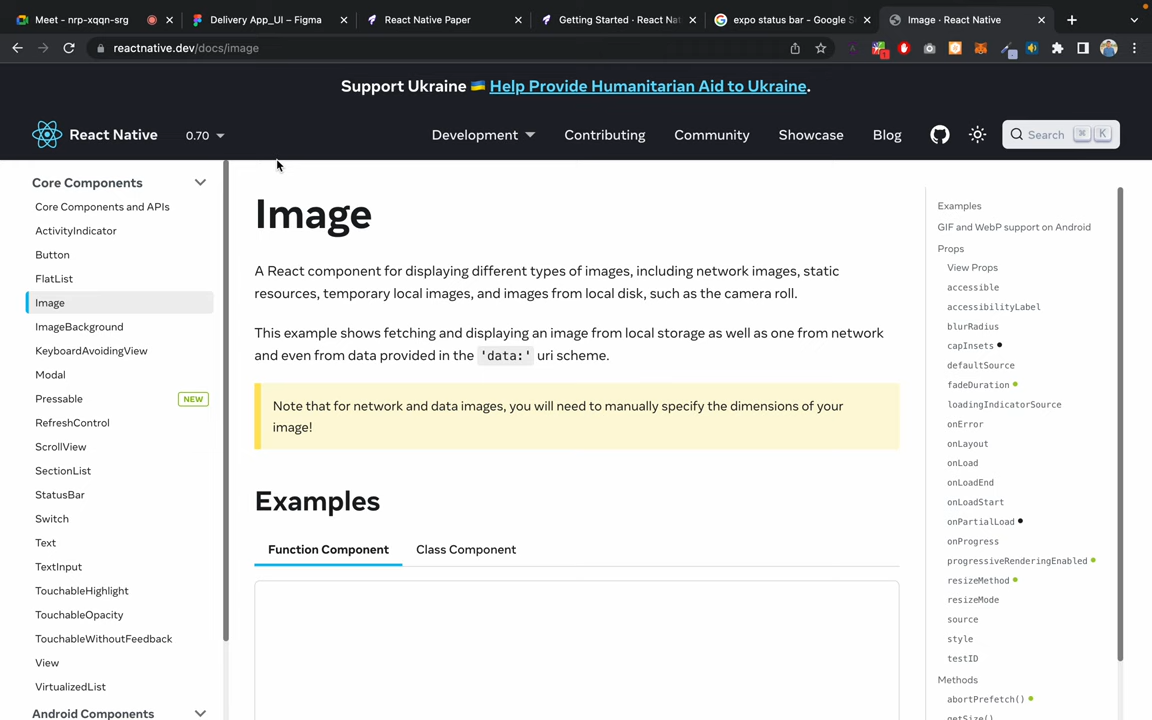 Meet – nrp-xqqn-srg
Delivery App_UI – Figma
React Native Paper
Getting Started · React Nat
expo status bar - Google S
Image · React Native
reactnative.dev/docs/image
Support Ukraine 🇺🇦 Help Provide Humanitarian Aid to Ukraine.
React Native
0.70
Development
Contributing
Community
Showcase
Blog
Search ⌘ K
Core Components
Core Components and APIs
ActivityIndicator
Button
FlatList
Image
ImageBackground
KeyboardAvoidingView
Modal
Pressable NEW
RefreshControl
ScrollView
SectionList
StatusBar
Switch
Text
TextInput
TouchableHighlight
TouchableOpacity
TouchableWithoutFeedback
View
VirtualizedList
Android Components
Image
A React component for displaying different types of images, including network images, static
resources, temporary local images, and images from local disk, such as the camera roll.
This example shows fetching and displaying an image from local storage as well as one from network
and even from data provided in the 'data:' uri scheme.
Note that for network and data images, you will need to manually specify the dimensions of your
image!
Examples
Function Component
Class Component
Examples
GIF and WebP support on Android
Props
View Props
accessible
accessibilityLabel
blurRadius
capInsets
defaultSource
fadeDuration
loadingIndicatorSource
onError
onLayout
onLoad
onLoadEnd
onLoadStart
onPartialLoad
onProgress
progressiveRenderingEnabled
resizeMethod
resizeMode
source
style
testID
Methods
abortPrefetch()
getSize()